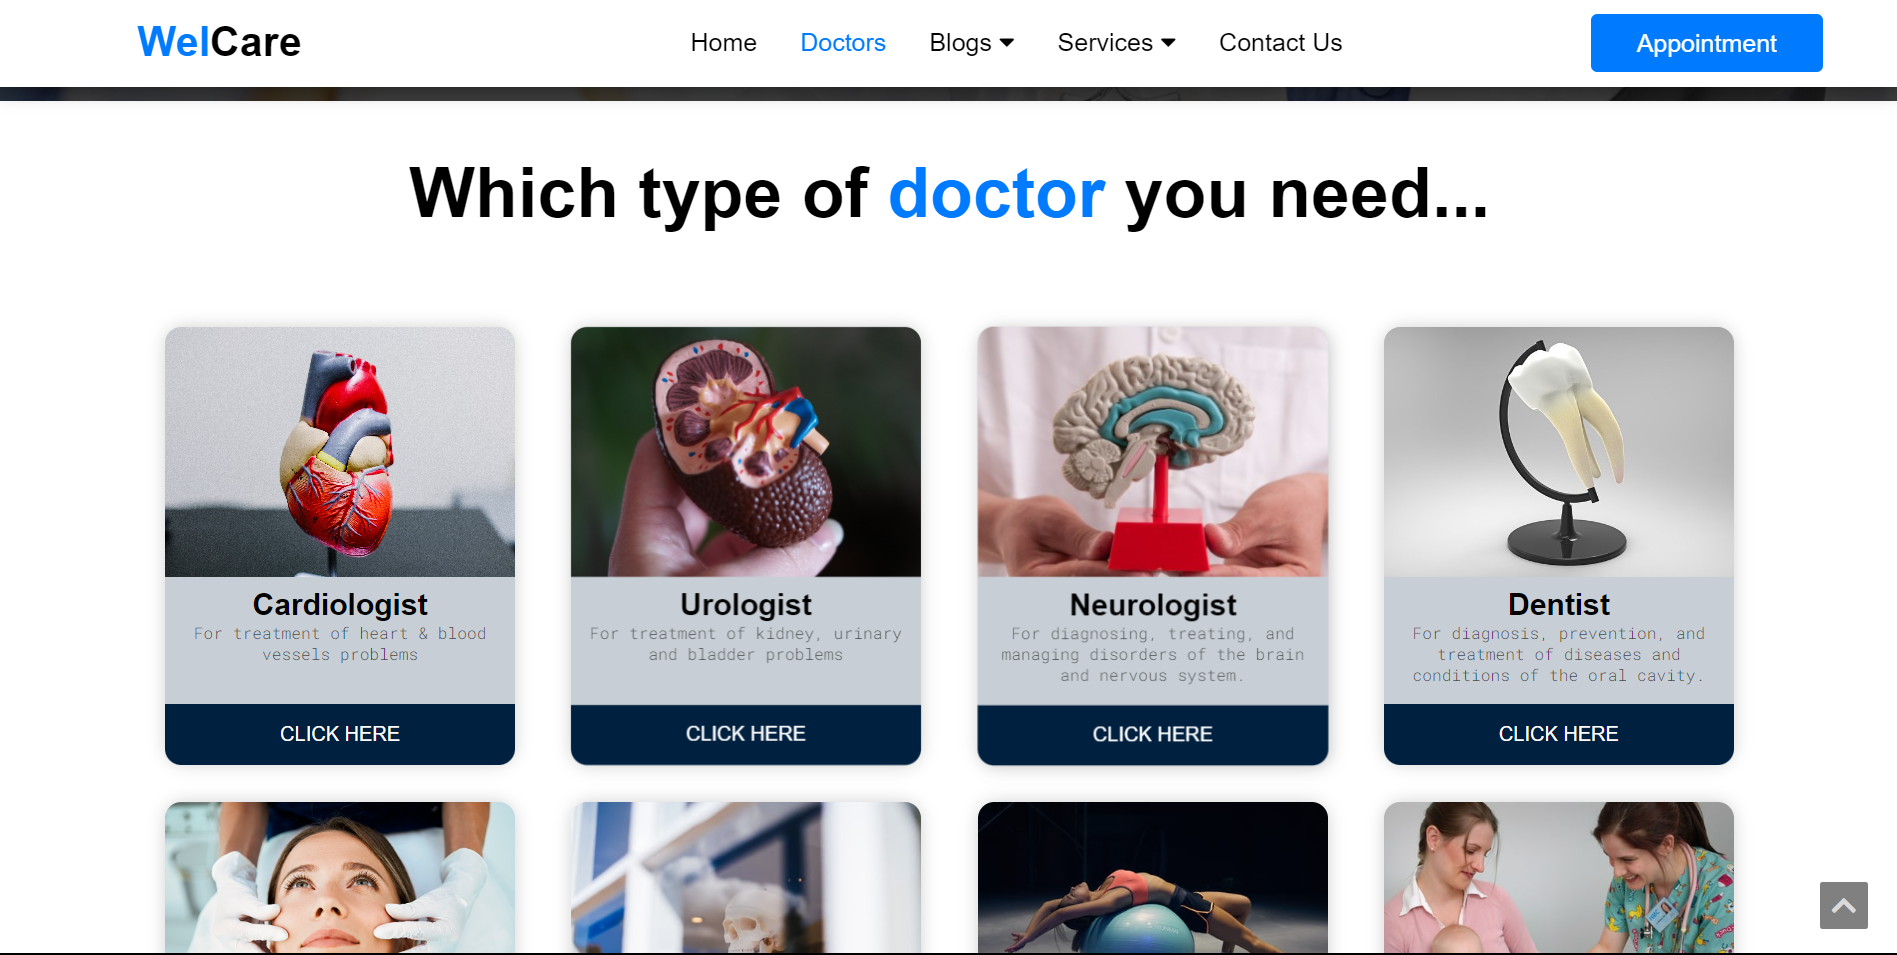 WelCare
Home Doctors Blogs Services Contact Us
Appointment
Which type of doctor you need...
Cardiologist
For treatment of heart & blood
vessels problems
CLICK HERE
Urologist
For treatment of kidney, urinary
and bladder problems
CLICK HERE
Neurologist
For diagnosing, treating, and
managing disorders of the brain
and nervous system.
CLICK HERE
Dentist
For diagnosis, prevention, and
treatment of diseases and
conditions of the oral cavity.
CLICK HERE